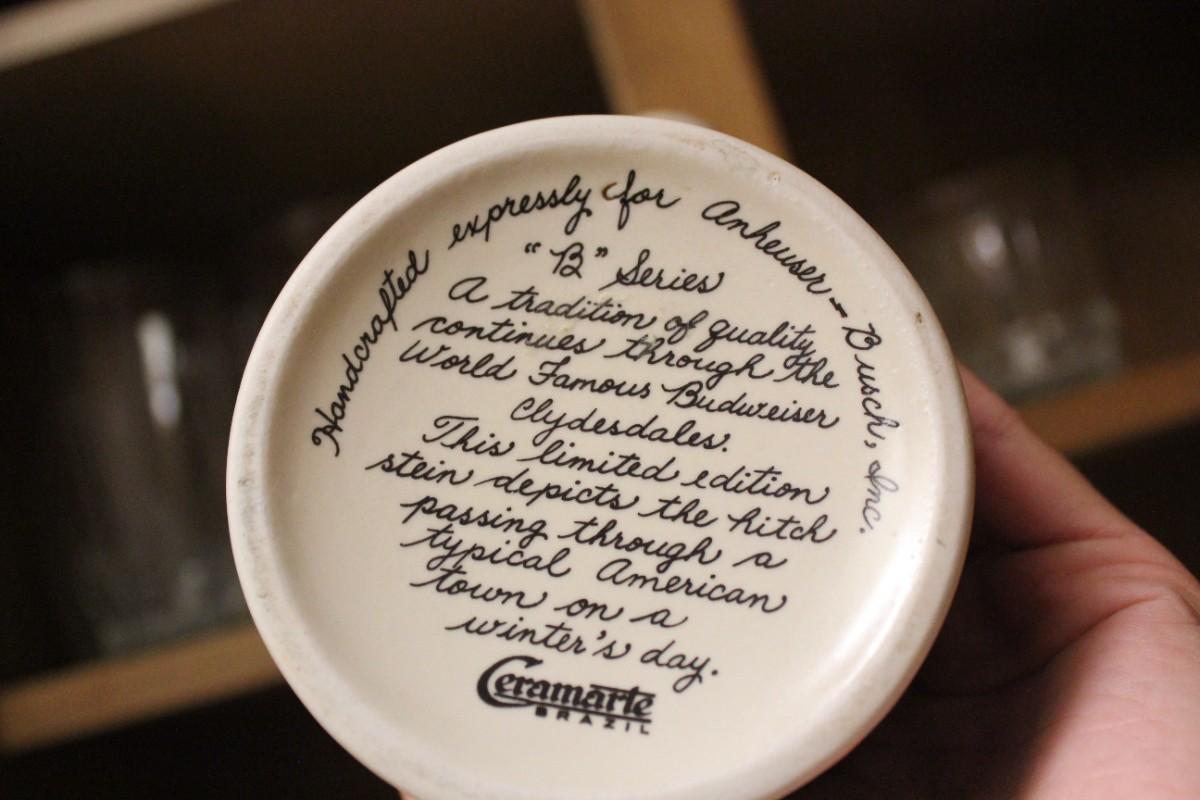 Handcrafted expressly for Anheuser-Busch, Inc.
"B" Series
A tradition of quality
continues through the
World Famous Budweiser
Clydesdales.
This limited edition
stein depicts the hitch
passing through a
typical American
town on a
winter's day.
Ceramarte
BRAZIL